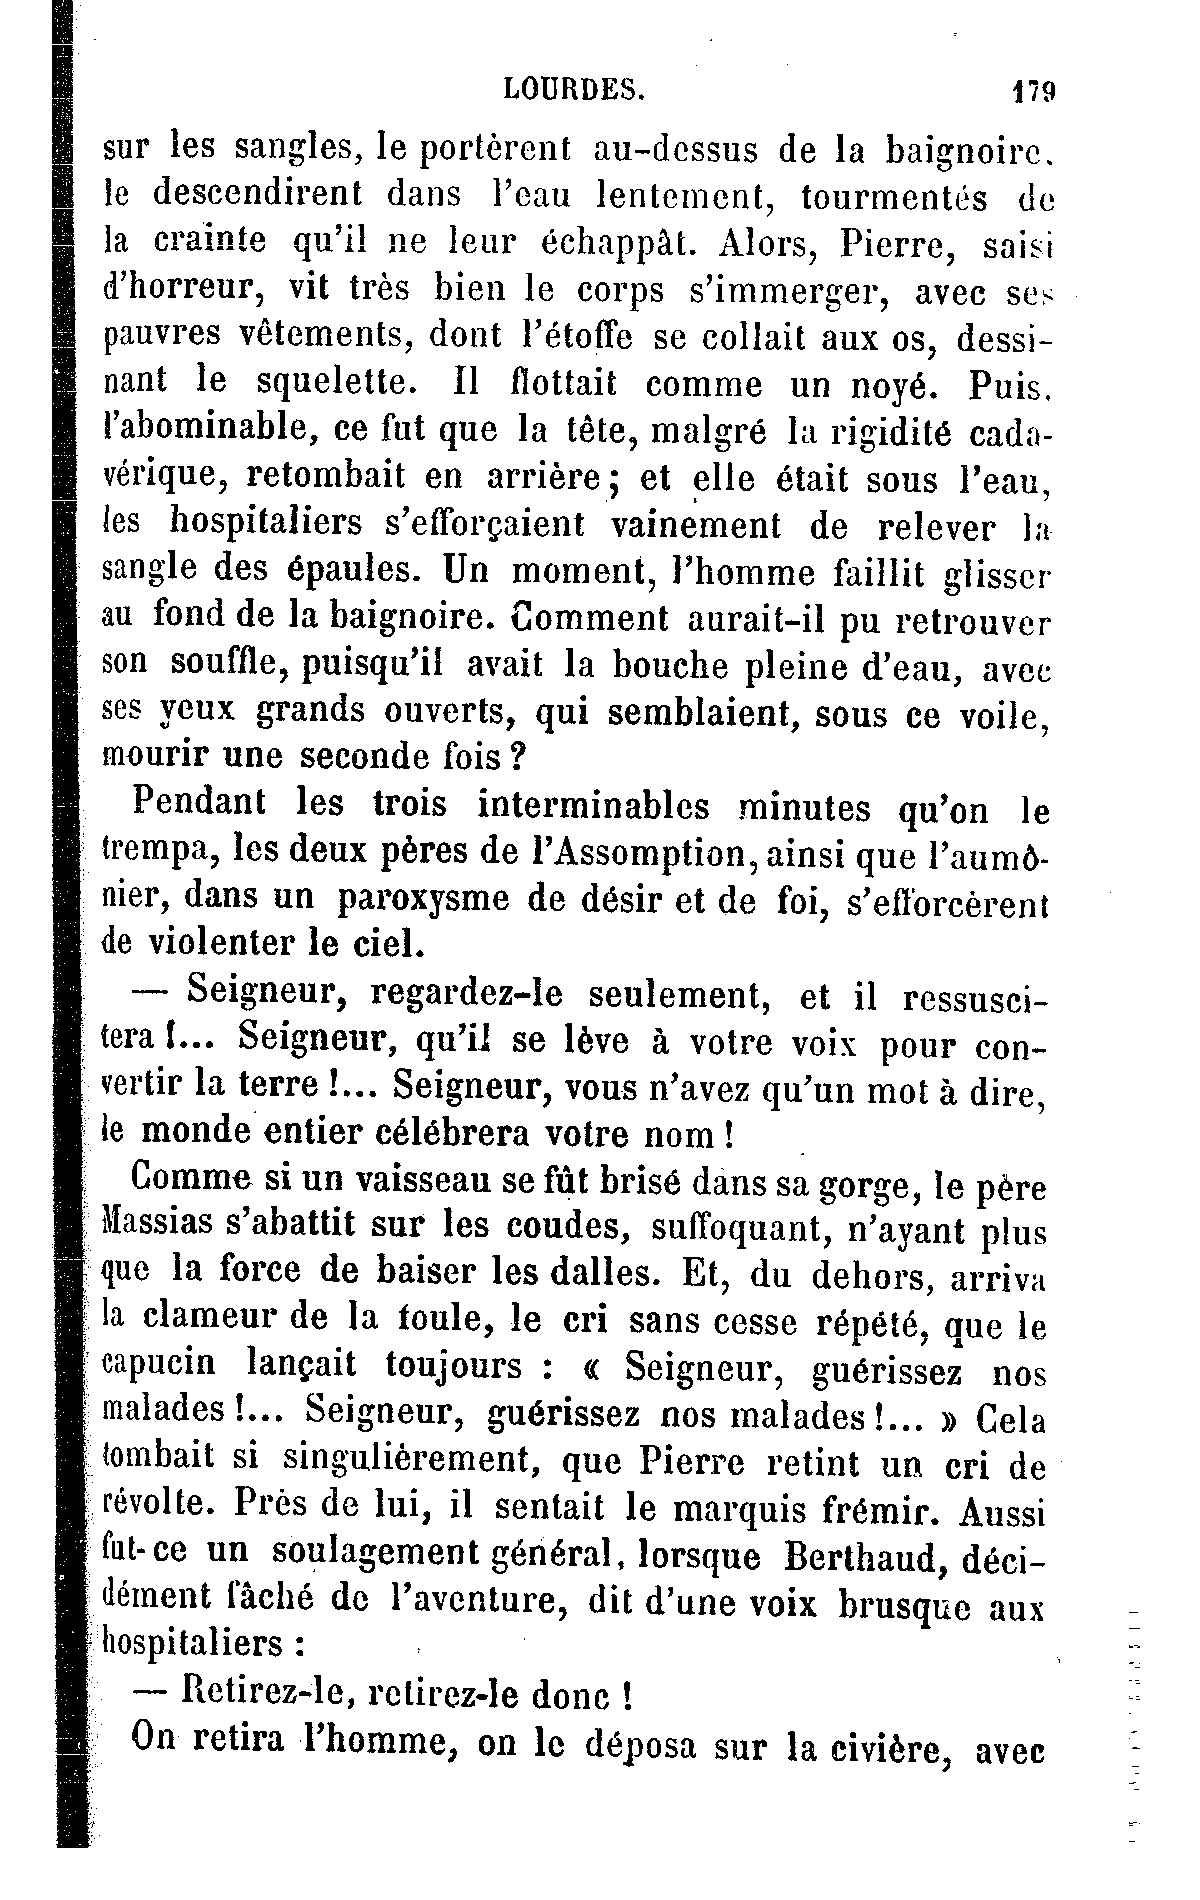 LOURDES. 179
sur les sangles, le portèrent au-dessus de la baignoire,
le descendirent dans l'eau lentement, tourmentés de
la crainte qu'il ne leur échappât. Alors, Pierre, saisi
d'horreur, vit très bien le corps s'immerger, avec ses
pauvres vêtements, dont l'étoffe se collait aux os, dessi-
nant le squelette. Il flottait comme un noyé. Puis,
l'abominable, ce fut que la tête, malgré la rigidité cada-
vérique, retombait en arrière ; et elle était sous l'eau,
les hospitaliers s'efforçaient vainement de relever la
sangle des épaules. Un moment, l'homme faillit glisser
au fond de la baignoire. Comment aurait-il pu retrouver
son souffle, puisqu'il avait la bouche pleine d'eau, avec
ses yeux grands ouverts, qui semblaient, sous ce voile,
mourir une seconde fois ?
Pendant les trois interminables minutes qu'on le
trempa, les deux pères de l'Assomption, ainsi que l'aumô-
nier, dans un paroxysme de désir et de foi, s'efforcèrent
de violenter le ciel.
— Seigneur, regardez-le seulement, et il ressusci-
tera !... Seigneur, qu'il se lève à votre voix pour con-
vertir la terre !... Seigneur, vous n'avez qu'un mot à dire,
le monde entier célébrera votre nom !
Comme si un vaisseau se fût brisé dans sa gorge, le père
Massias s'abattit sur les coudes, suffoquant, n'ayant plus
que la force de baiser les dalles. Et, du dehors, arriva
la clameur de la foule, le cri sans cesse répété, que le
capucin lançait toujours : « Seigneur, guérissez nos
malades !... Seigneur, guérissez nos malades !... » Cela
tombait si singulièrement, que Pierre retint un cri de
révolte. Près de lui, il sentait le marquis frémir. Aussi
fut-ce un soulagement général, lorsque Berthaud, déci-
dément fâché de l'aventure, dit d'une voix brusque aux
hospitaliers :
— Retirez-le, retirez-le donc !
On retira l'homme, on le déposa sur la civière, avec